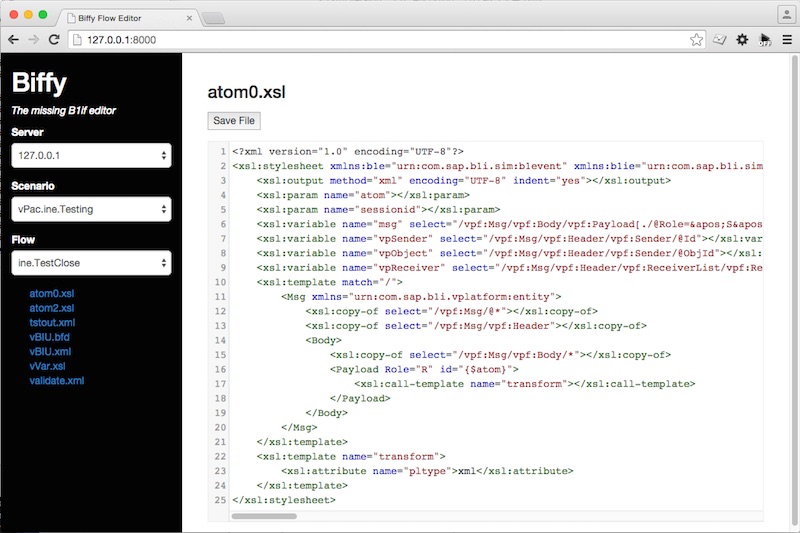 Biffy Flow Editor
127.0.0.1:8000
OFF
Biffy
The missing B1if editor
Server
127.0.0.1
Scenario
vPac.ine.Testing
Flow
ine.TestClose
atom0.xsl
atom2.xsl
tstout.xml
vBIU.bfd
vBIU.xml
vVar.xsl
validate.xml
atom0.xsl
Save File
1 <?xml version="1.0" encoding="UTF-8"?>
2 <xsl:stylesheet xmlns:b1e="urn:com.sap.b1i.sim:b1event" xmlns:b1ie="urn:com.sap.b1i.sim
3 <xsl:output method="xml" encoding="UTF-8" indent="yes"></xsl:output>
4 <xsl:param name="atom"></xsl:param>
5 <xsl:param name="sessionid"></xsl:param>
6 <xsl:variable name="msg" select="/vpf:Msg/vpf:Body/vpf:Payload[./@Role=&apos;S&apos
7 <xsl:variable name="vpSender" select="/vpf:Msg/vpf:Header/vpf:Sender/@Id"></xsl:var
8 <xsl:variable name="vpObject" select="/vpf:Msg/vpf:Header/vpf:Sender/@ObjId"></xsl:
9 <xsl:variable name="vpReceiver" select="/vpf:Msg/vpf:Header/vpf:ReceiverList/vpf:Re
10 <xsl:template match="/">
11 <Msg xmlns="urn:com.sap.b1i.vplatform:entity">
12 <xsl:copy-of select="/vpf:Msg/@*"></xsl:copy-of>
13 <xsl:copy-of select="/vpf:Msg/vpf:Header"></xsl:copy-of>
14 <Body>
15 <xsl:copy-of select="/vpf:Msg/vpf:Body/*"></xsl:copy-of>
16 <Payload Role="R" id="{$atom}">
17 <xsl:call-template name="transform"></xsl:call-template>
18 </Payload>
19 </Body>
20 </Msg>
21 </xsl:template>
22 <xsl:template name="transform">
23 <xsl:attribute name="pltype">xml</xsl:attribute>
24 </xsl:template>
25 </xsl:stylesheet>